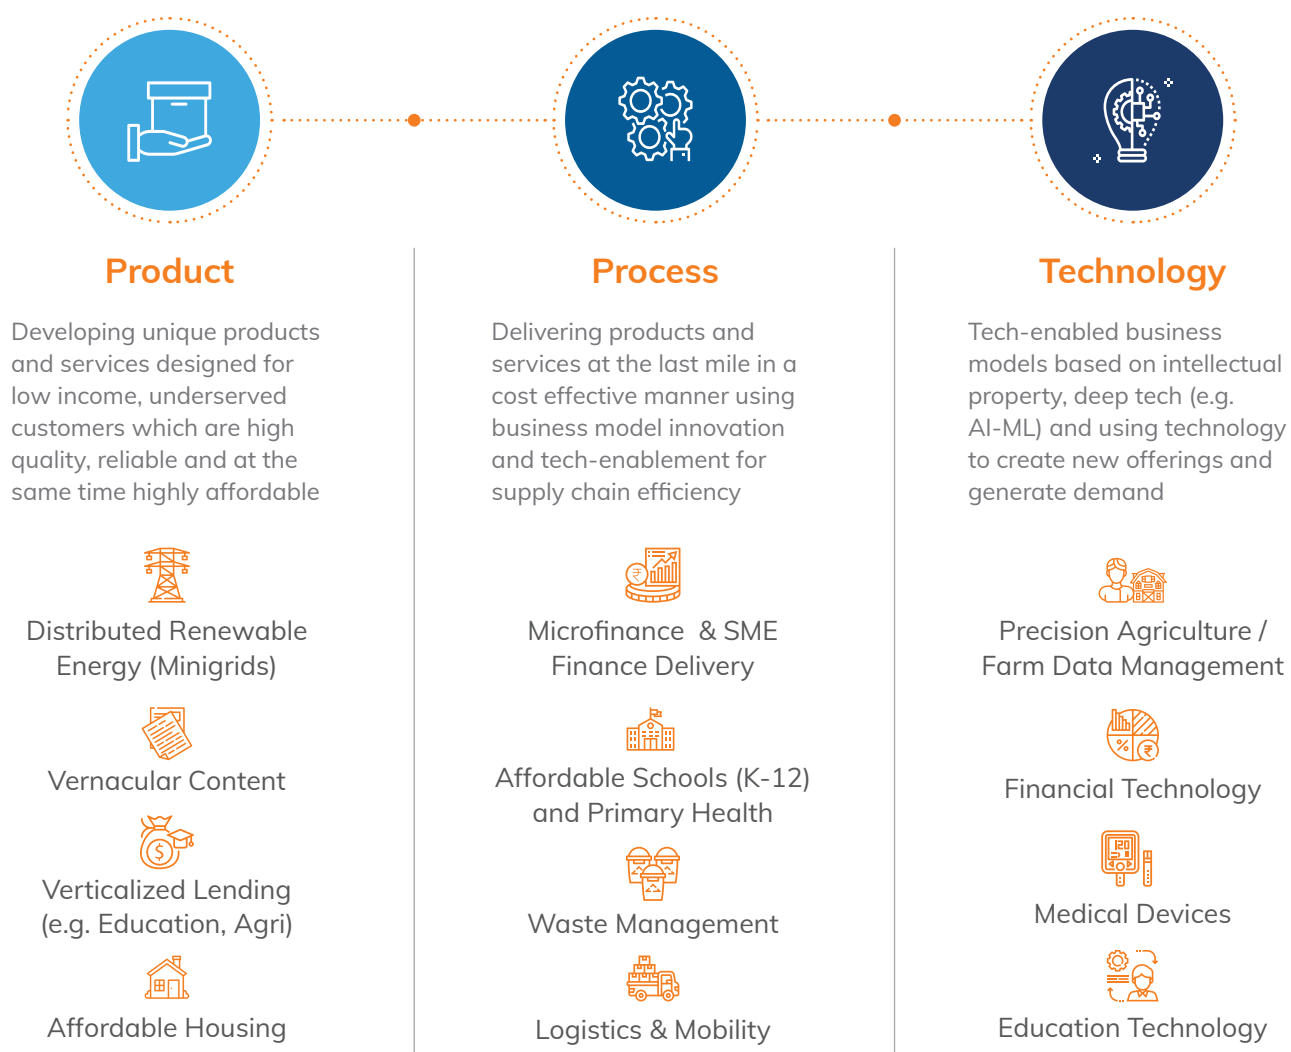 Product
Developing unique products
and services designed for
low income, underserved
customers which are high
quality, reliable and at the
same time highly affordable
Distributed Renewable
Energy (Minigrids)
Vernacular Content
$
Verticalized Lending
(e.g. Education, Agri)
Affordable Housing
Process
Delivering products and
services at the last mile in a
cost effective manner using
business model innovation
and tech-enablement for
supply chain efficiency
₹
Microfinance & SME
Finance Delivery
Affordable Schools (K-12)
and Primary Health
Waste Management
Logistics & Mobility
Technology
Tech-enabled business
models based on intellectual
property, deep tech (e.g.
AI-ML) and using technology
to create new offerings and
generate demand
Precision Agriculture /
Farm Data Management
% ₹
Financial Technology
120
Medical Devices
Education Technology